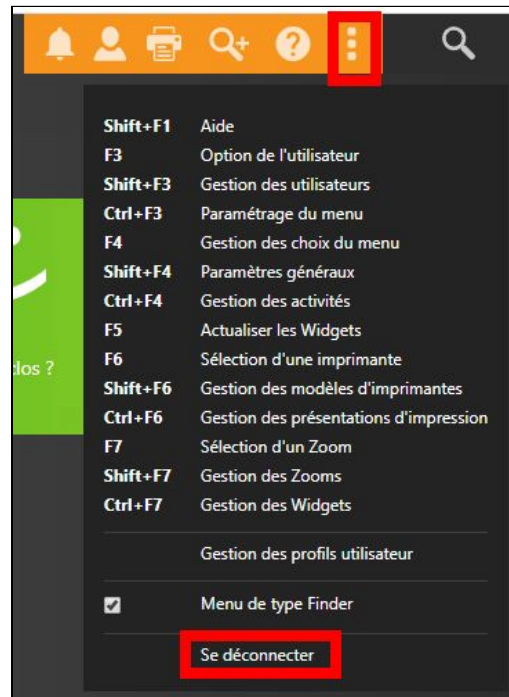 Shift+F1 Aide
F3 Option de l'utilisateur
Shift+F3 Gestion des utilisateurs
Ctrl+F3 Paramétrage du menu
F4 Gestion des choix du menu
Shift+F4 Paramètres généraux
Ctrl+F4 Gestion des activités
F5 Actualiser les Widgets
F6 Sélection d'une imprimante
Shift+F6 Gestion des modèles d'imprimantes
Ctrl+F6 Gestion des présentations d'impression
F7 Sélection d'un Zoom
Shift+F7 Gestion des Zooms
Ctrl+F7 Gestion des Widgets
Gestion des profils utilisateur
Menu de type Finder
Se déconnecter
clos ?